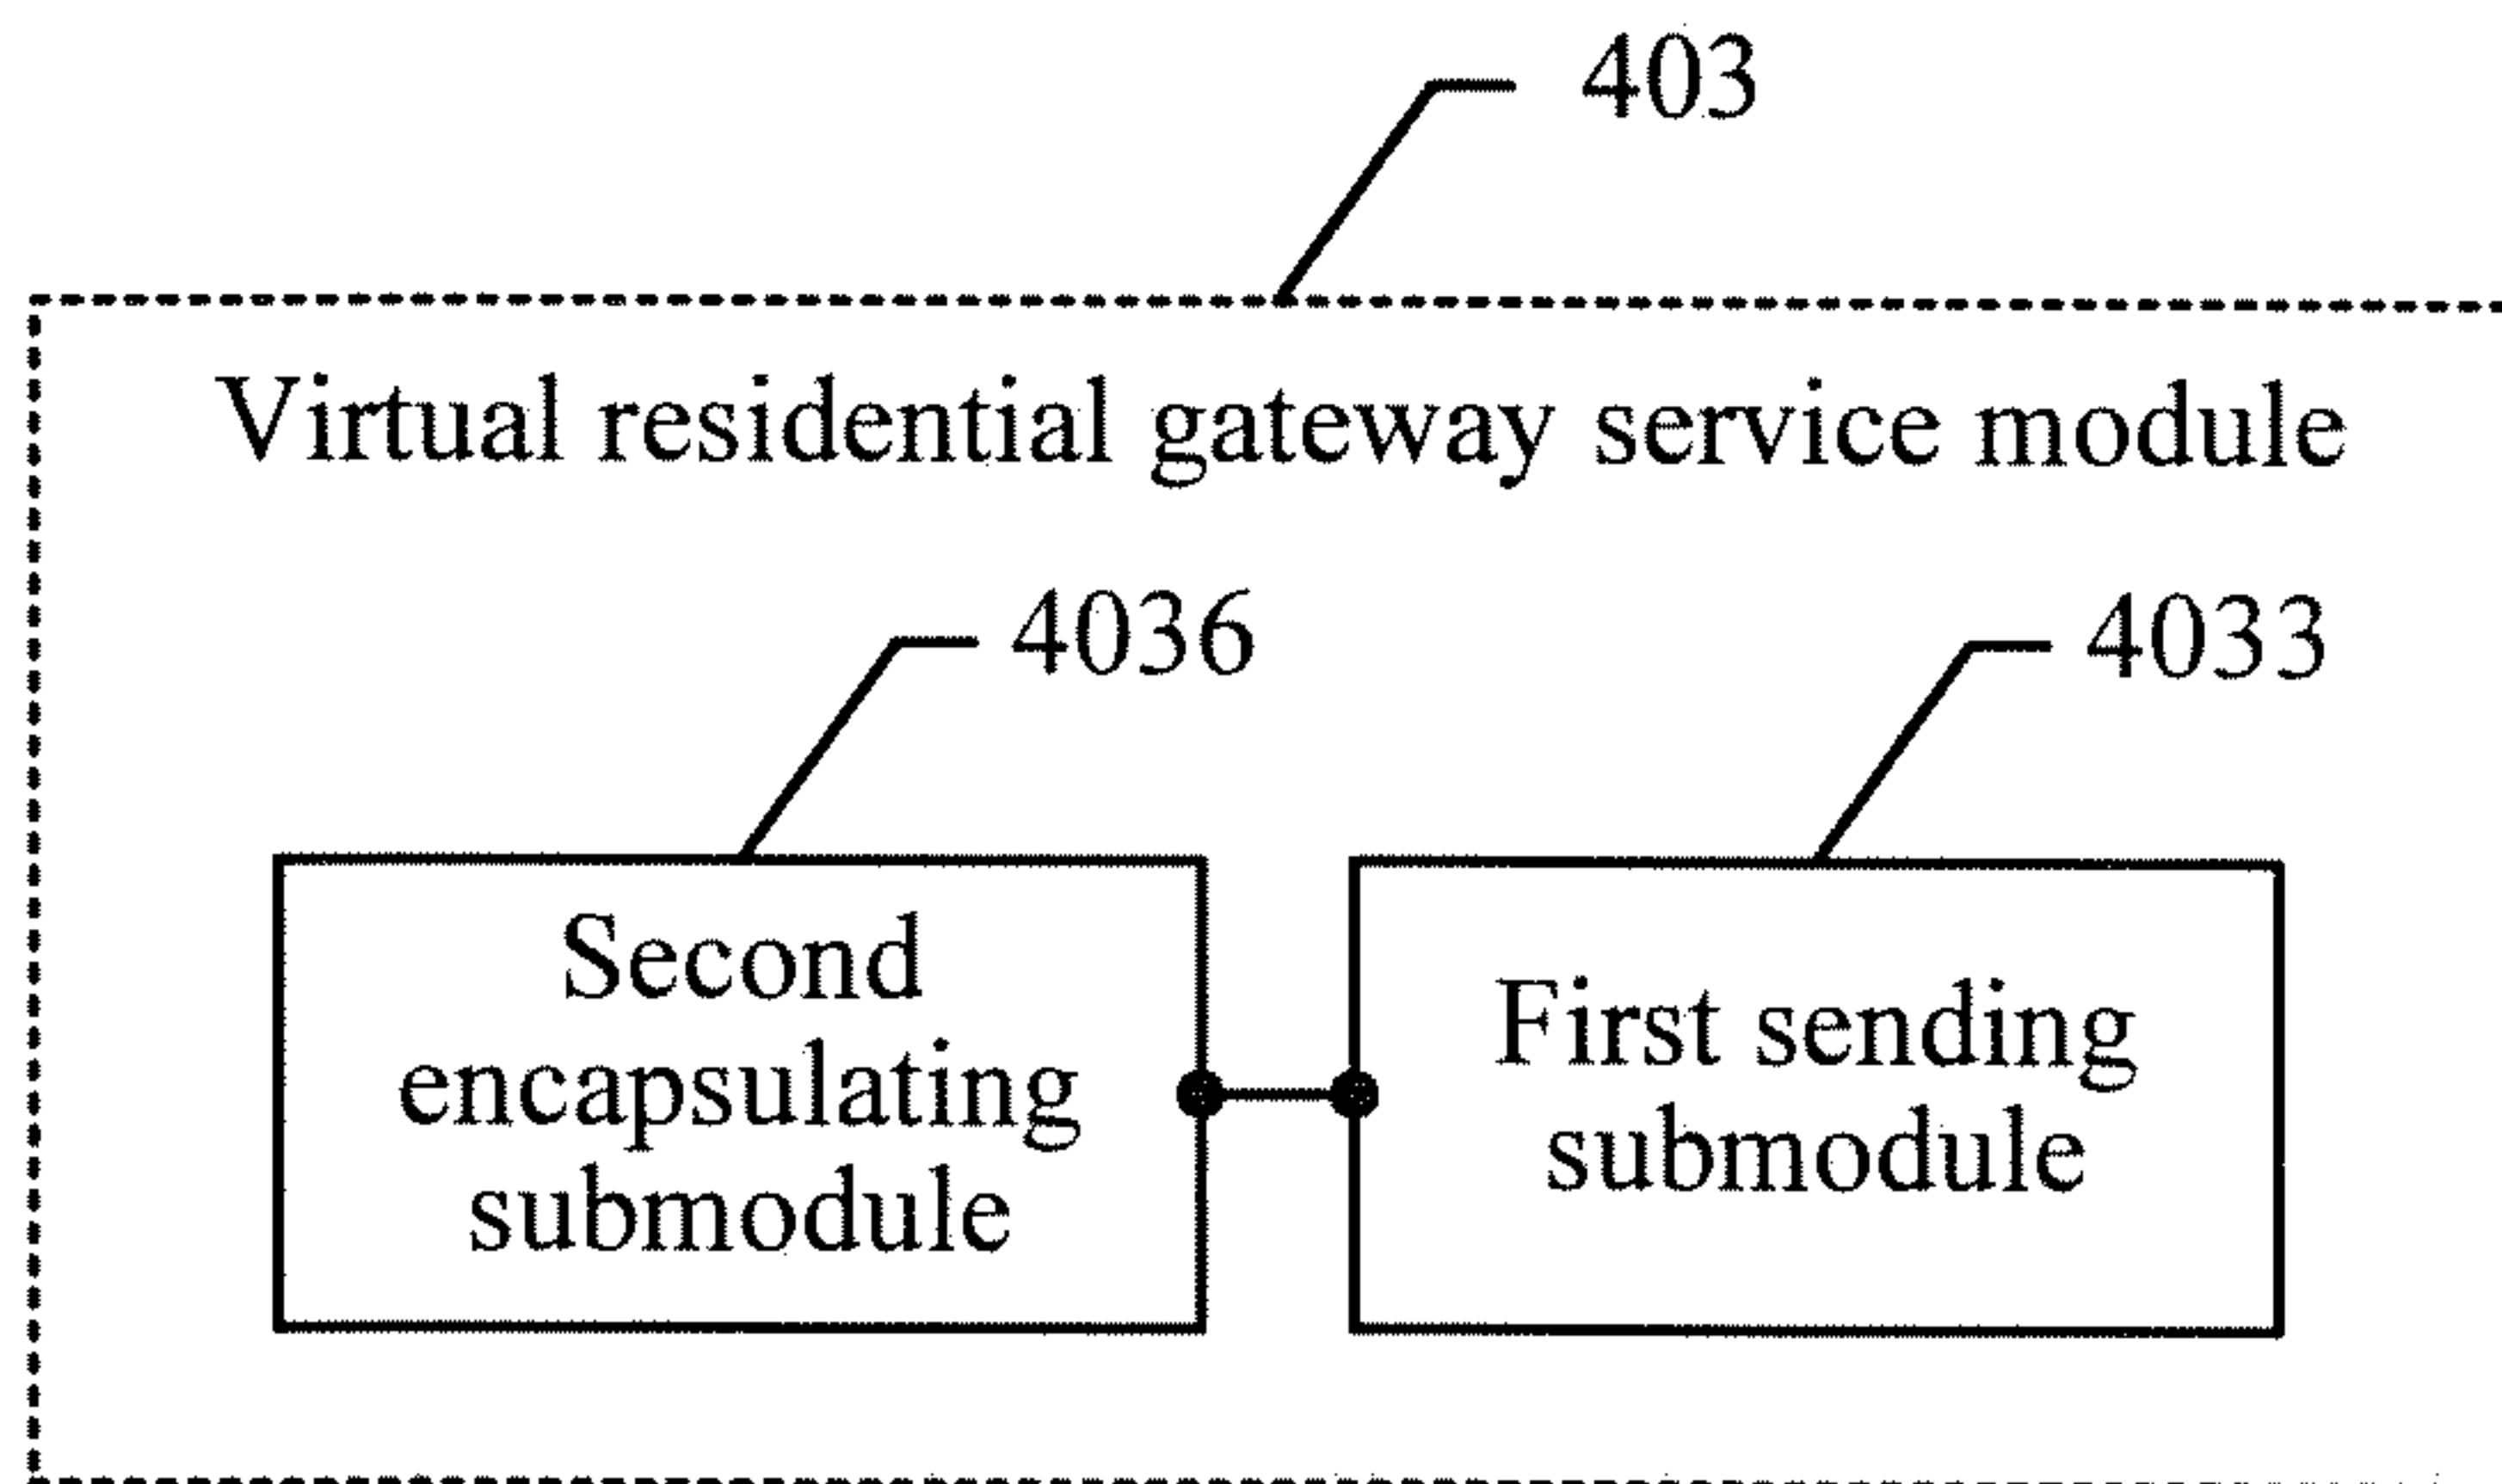 403
Virtual residential gateway service module
4036
4033
Second
encapsulating
submodule
First sending
submodule